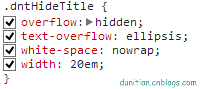 .dntHideTitle {
overflow:▶hidden;
text-overflow: ellipsis;
white-space: nowrap;
width: 20em;
}
dunitian.cnblogs.com